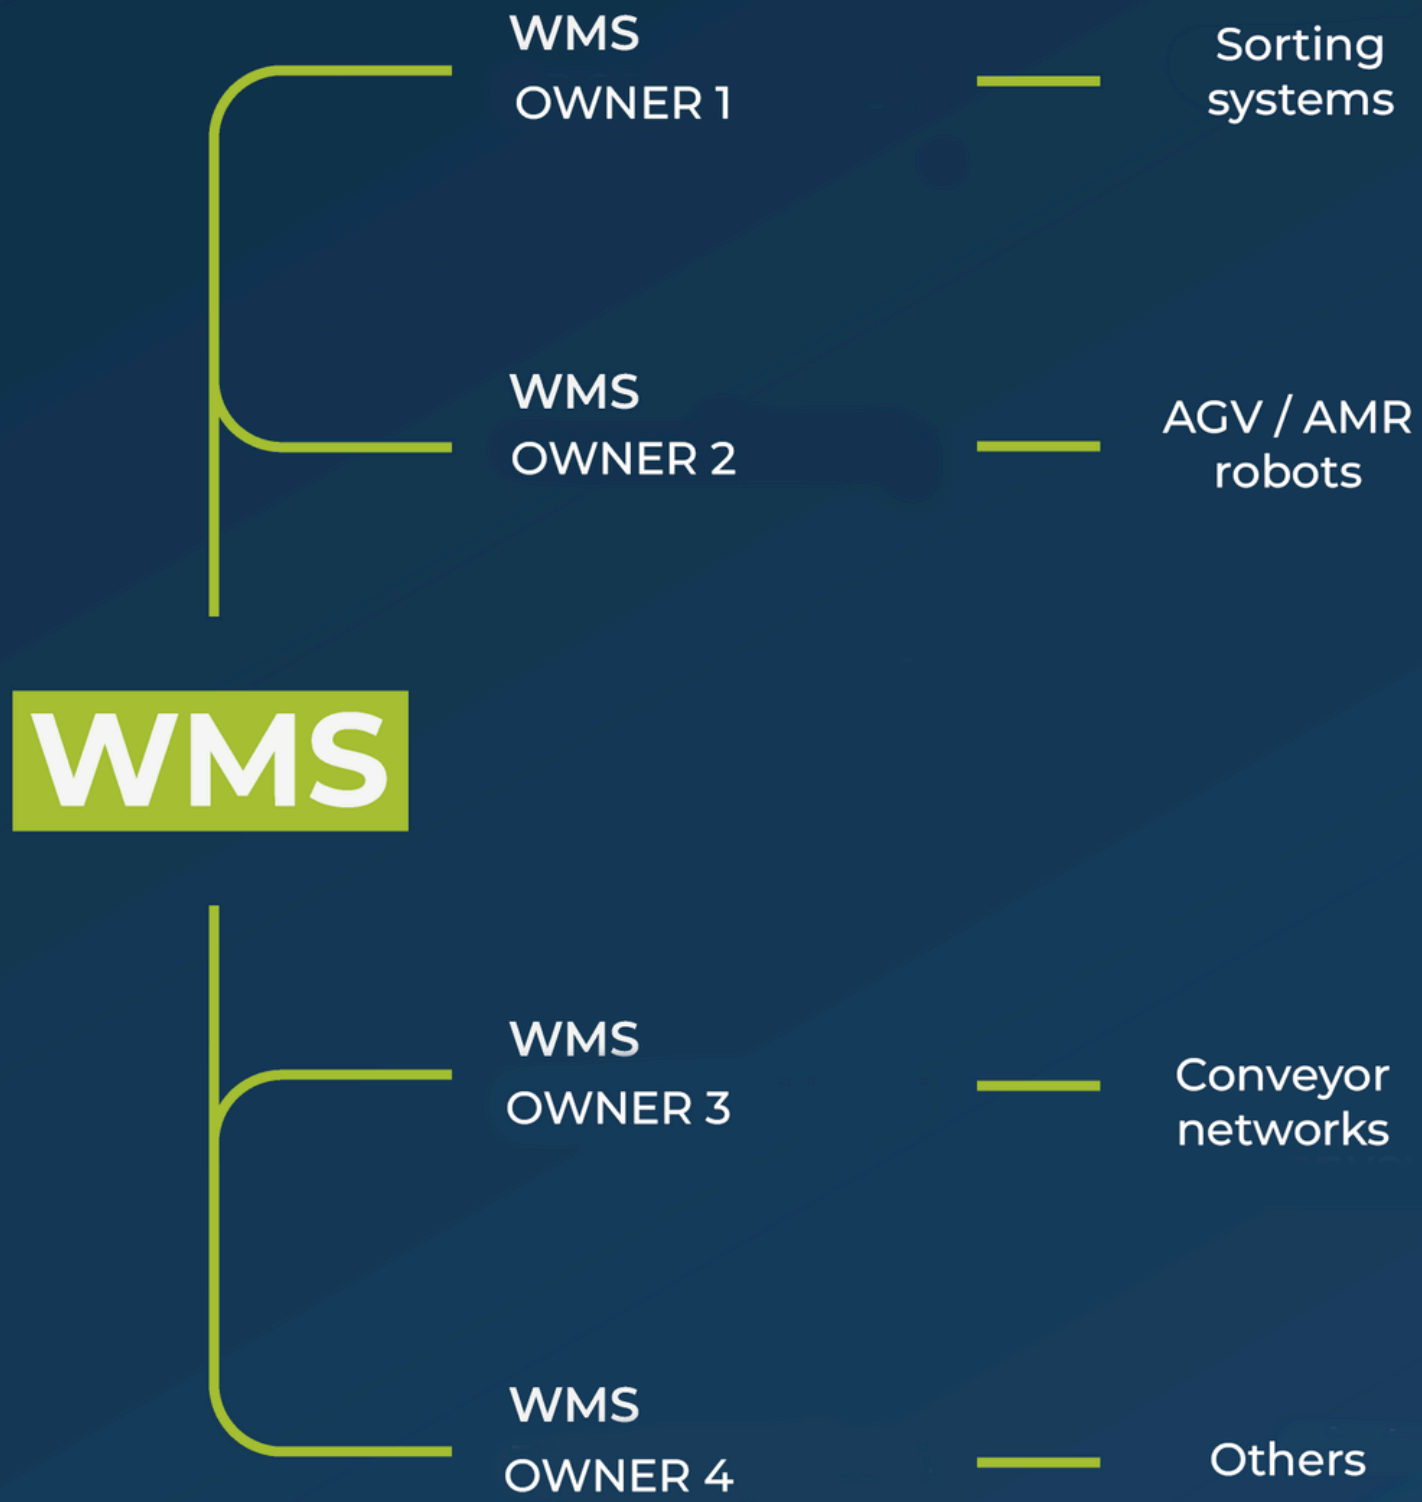 WMS
OWNER 1
Sorting
systems
WMS
OWNER 2
AGV / AMR
robots
WMS
WMS
OWNER 3
Conveyor
networks
WMS
OWNER 4
Others